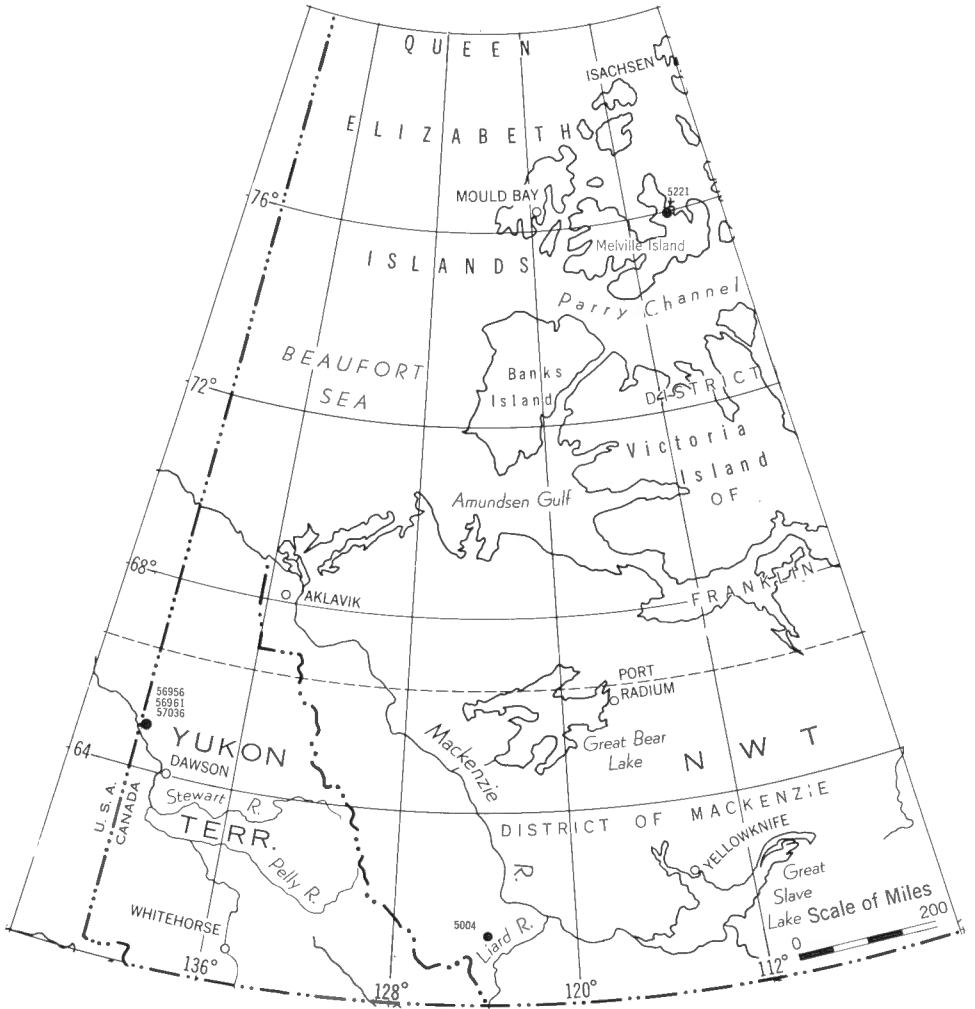 QUEEN
ISACHSEN
ELIZABETH
MOULD BAY
5221
76°
Melville Island
ISLANDS
Parry Channel
BEAUFORT
SEA
Banks
Island
72°
DISTRICT
Victoria
Island
OF
Amundsen Gulf
68°
AKLAVIK
FRANKLIN
PORT
RADIUM
56956
56961
57036
YUKON
Mackenzie
Great Bear
Lake
N W T
64
DAWSON
U.S.A.
CANADA
Stewart R.
TERR.
DISTRICT OF MACKENZIE
YELLOWKNIFE
Pelly R.
R.
Great
Slave
Lake
Scale of Miles
0
200
WHITEHORSE
5004
Liard R.
136°
128°
120°
112°